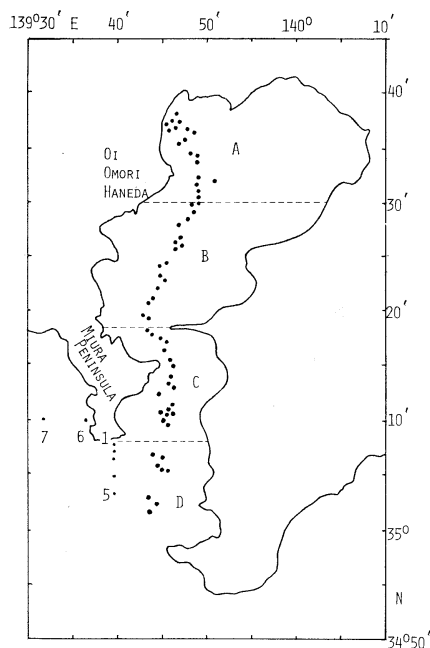 139°30′ E 40′ 50′ 140° 10′
40′
A
OI
OMORI
HANEDA
30′
B
20′
MIURA
PENINSULA
C
10′
7 6 1
5
D
35°
N
34°50′